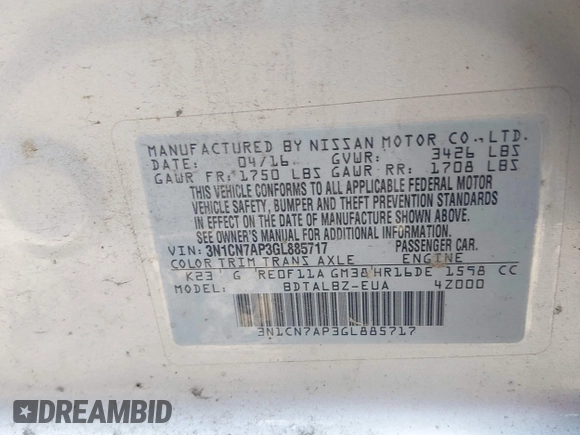 MANUFACTURED BY NISSAN MOTOR CO., LTD.
DATE: 04/16 GVWR: 3426 LBS
GAWR FR: 1750 LBS GAWR RR: 1708 LBS
THIS VEHICLE CONFORMS TO ALL APPLICABLE FEDERAL MOTOR
VEHICLE SAFETY, BUMPER AND THEFT PREVENTION STANDARDS
IN EFFECT ON THE DATE OF MANUFACTURE SHOWN ABOVE.
SEE OWNER'S MANUAL FOR ADDITIONAL INFORMATION.
VIN: 3N1CN7AP3GL885717 PASSENGER CAR.
COLOR TRIM TRANS AXLE ENGINE
K23 G RE0F11A GM38 HR16DE 1598 CC
MODEL: BDTALBZ-EUA 4Z000
3N1CN7AP3GL885717
DREAMBID